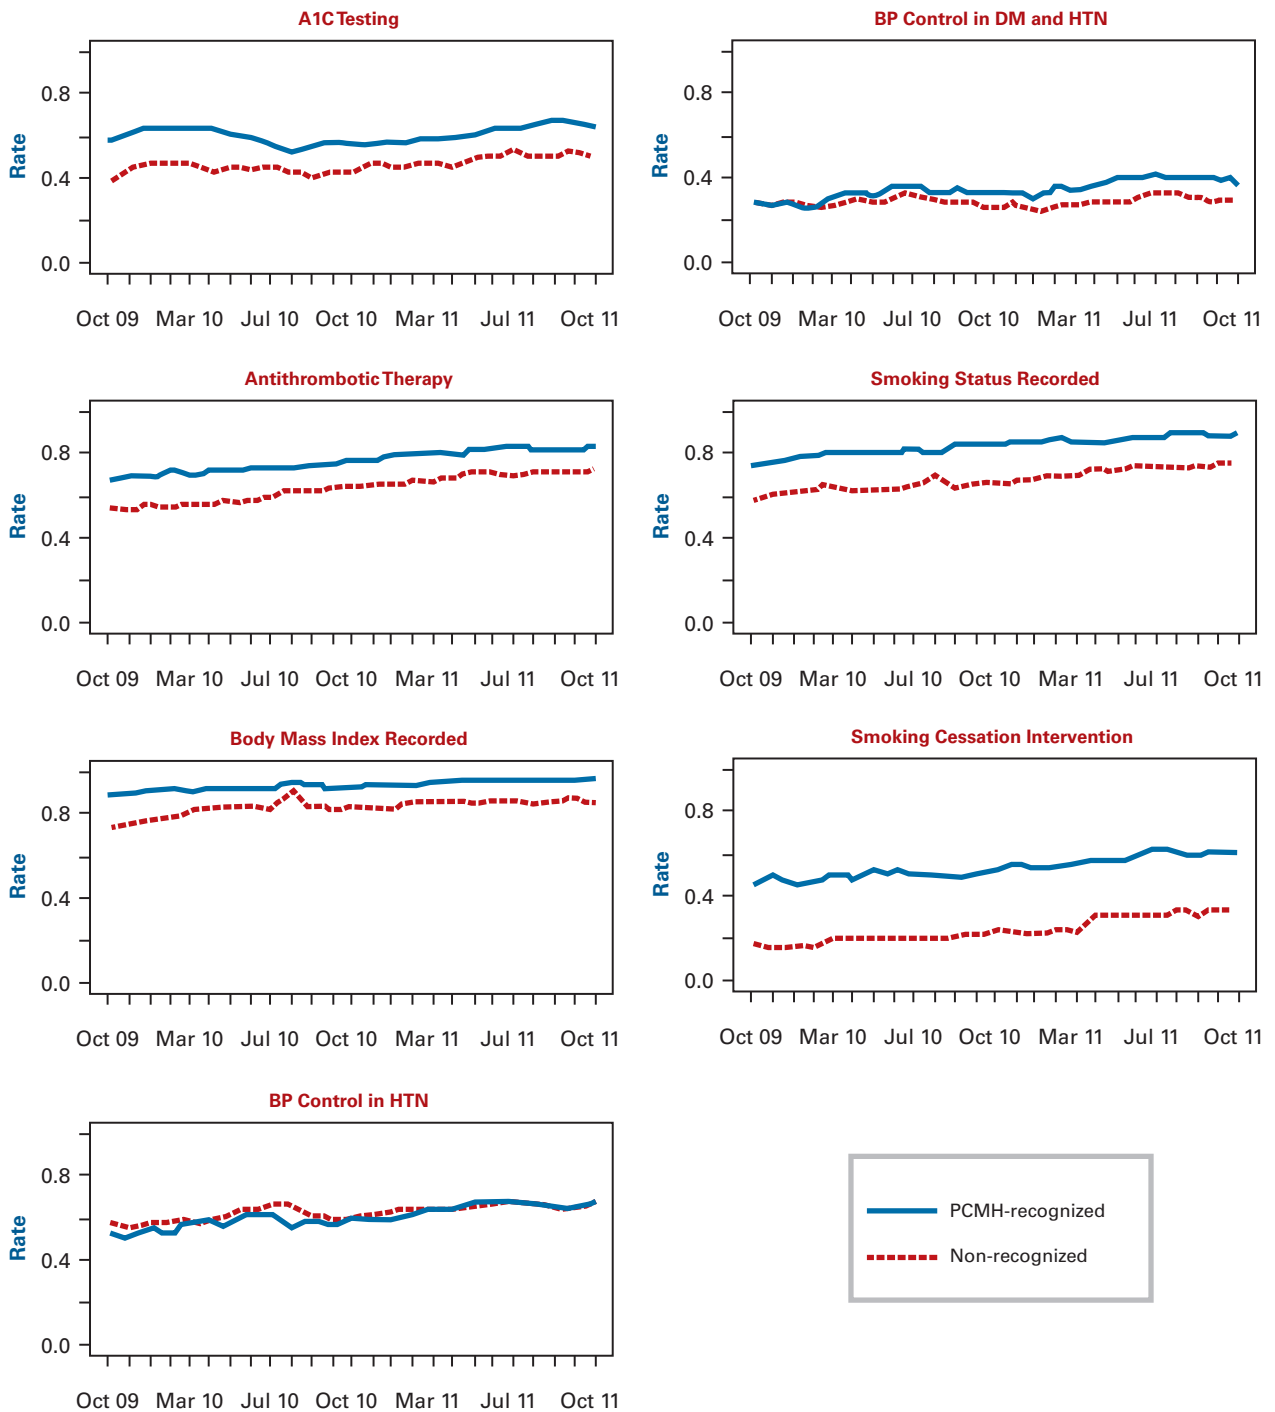 A1C Testing
Rate
0.8
0.4
0.0
Oct 09 Mar 10 Jul 10 Oct 10 Mar 11 Jul 11 Oct 11
BP Control in DM and HTN
Rate
0.8
0.4
0.0
Oct 09 Mar 10 Jul 10 Oct 10 Mar 11 Jul 11 Oct 11
Antithrombotic Therapy
Rate
0.8
0.4
0.0
Oct 09 Mar 10 Jul 10 Oct 10 Mar 11 Jul 11 Oct 11
Smoking Status Recorded
Rate
0.8
0.4
0.0
Oct 09 Mar 10 Jul 10 Oct 10 Mar 11 Jul 11 Oct 11
Body Mass Index Recorded
Rate
0.8
0.4
0.0
Oct 09 Mar 10 Jul 10 Oct 10 Mar 11 Jul 11 Oct 11
Smoking Cessation Intervention
Rate
0.8
0.4
0.0
Oct 09 Mar 10 Jul 10 Oct 10 Mar 11 Jul 11 Oct 11
BP Control in HTN
Rate
0.8
0.4
0.0
Oct 09 Mar 10 Jul 10 Oct 10 Mar 11 Jul 11 Oct 11
PCMH-recognized
Non-recognized